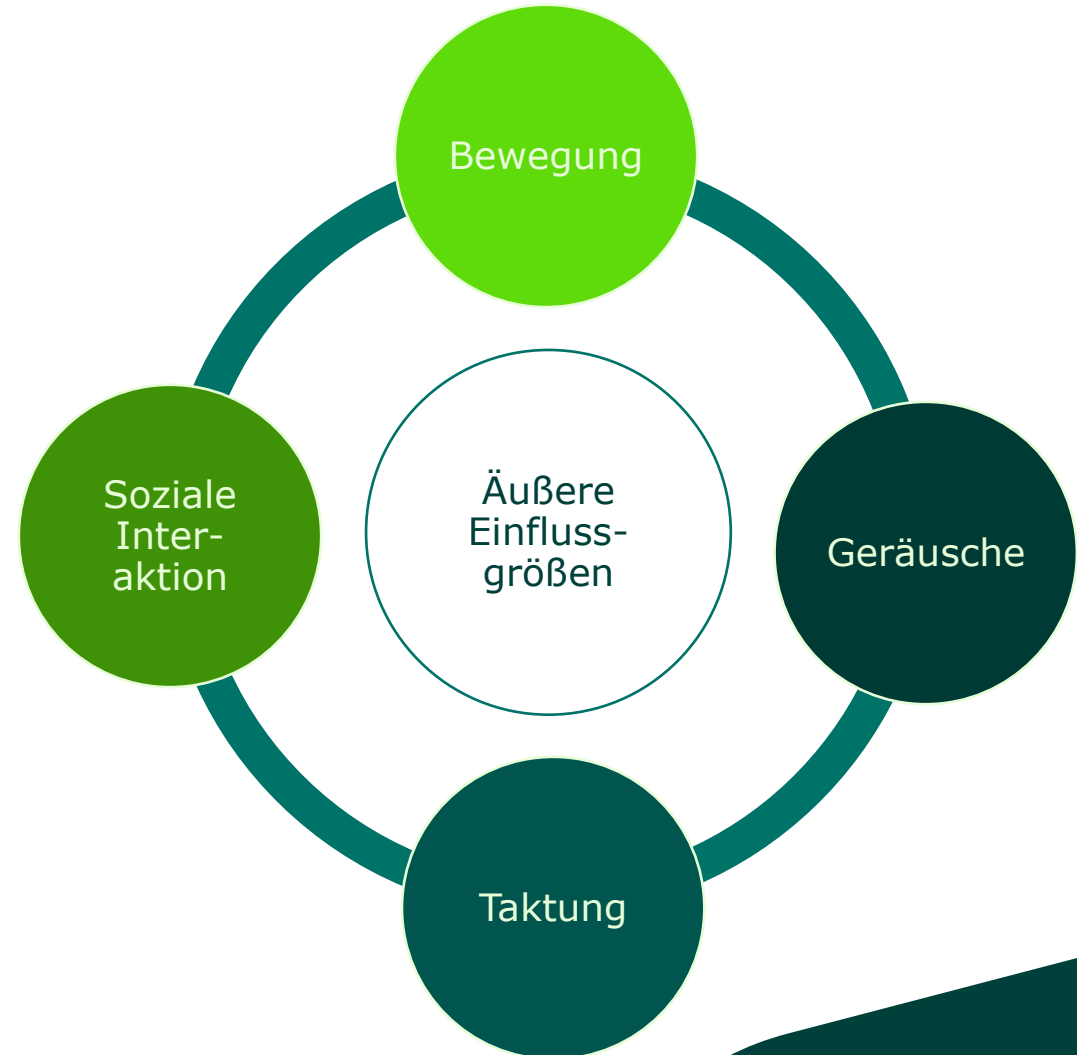 Bewegung
Äußere
Einfluss-
größen
Soziale
Inter-
aktion
Geräusche
Taktung